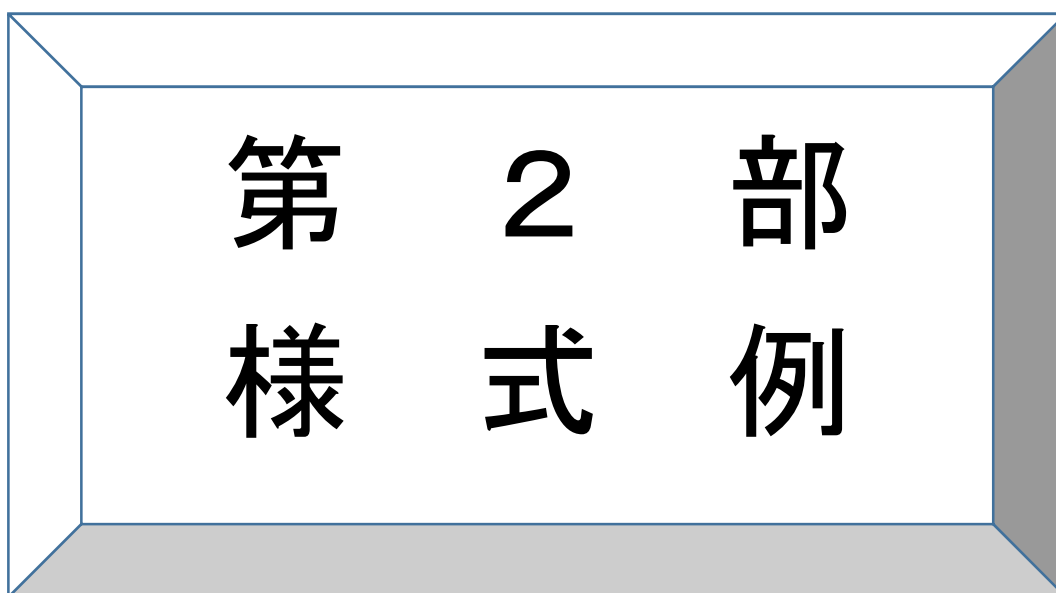 第　２　部
様　式　例